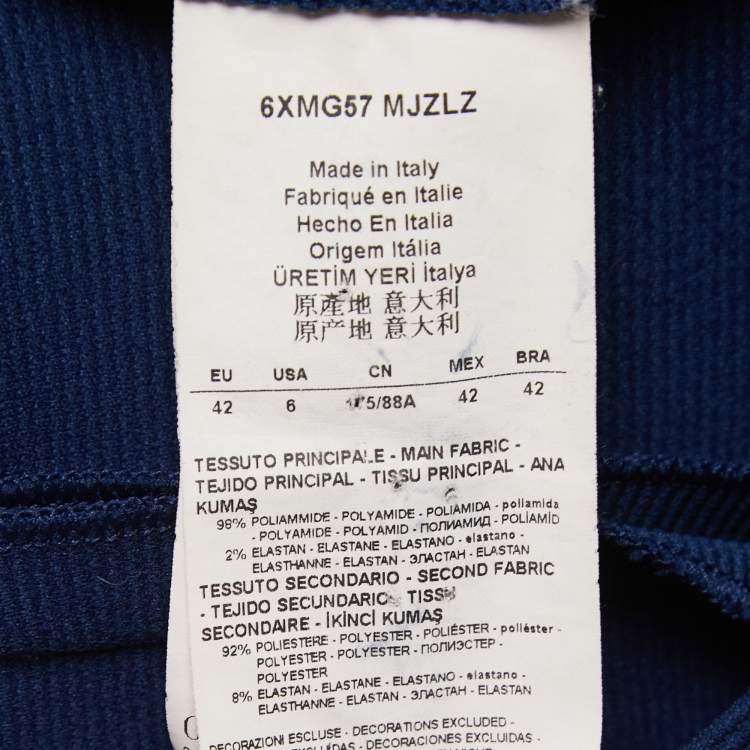 6XMG57 MJZLZ
Made in Italy
Fabriqué en Italie
Hecho En Italia
Origem Itália
ÜRETİM YERİ İtalya
原產地 意大利
原产地 意大利
EU USA CN MEX BRA
42 6 5/88A 42 42
TESSUTO PRINCIPALE - MAIN FABRIC -
TEJIDO PRINCIPAL - TISSU PRINCIPAL - ANA
KUMAŞ
98% POLIAMMIDE - POLYAMIDE - POLIAMIDA - poliamida
- POLYAMIDE - POLYAMID - ПОЛИАМИД - POLİAMİD
2% ELASTAN - ELASTANE - ELASTANO - elastano -
ELASTHANNE - ELASTAN - ЭЛАСТАН - ELASTAN
TESSUTO SECONDARIO - SECOND FABRIC
- TEJIDO SECUNDARIO - TISSU
SECONDAIRE - İKİNCİ KUMAŞ
92% POLIESTERE - POLYESTER - POLIÉSTER - poliéster -
POLYESTER - POLYESTER - ПОЛИЭСТЕР -
POLYESTER
8% ELASTAN - ELASTANE - ELASTANO - elastano -
ELASTHANNE - ELASTAN - ЭЛАСТАН - ELASTAN
DECORAZIONI ESCLUSE - DECORATIONS EXCLUDED -
- DECORACIONES EXCLUIDAS -